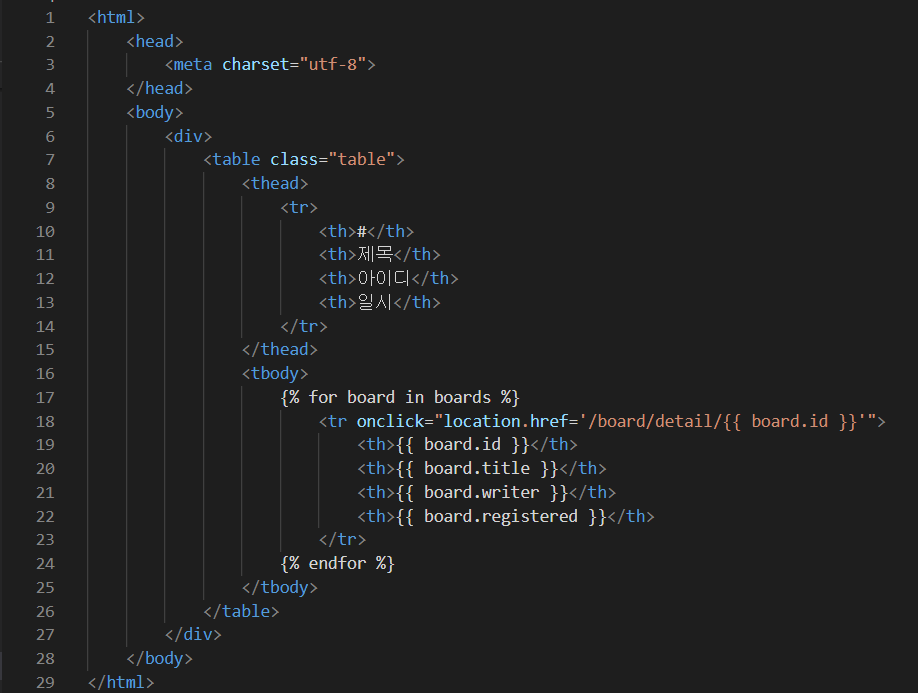 1 <html>
2 <head>
3 <meta charset="utf-8">
4 </head>
5 <body>
6 <div>
7 <table class="table">
8 <thead>
9 <tr>
10 <th>#</th>
11 <th>제목</th>
12 <th>아이디</th>
13 <th>일시</th>
14 </tr>
15 </thead>
16 <tbody>
17 {% for board in boards %}
18 <tr onclick="location.href='/board/detail/{{ board.id }}'">
19 <th>{{ board.id }}</th>
20 <th>{{ board.title }}</th>
21 <th>{{ board.writer }}</th>
22 <th>{{ board.registered }}</th>
23 </tr>
24 {% endfor %}
25 </tbody>
26 </table>
27 </div>
28 </body>
29 </html>